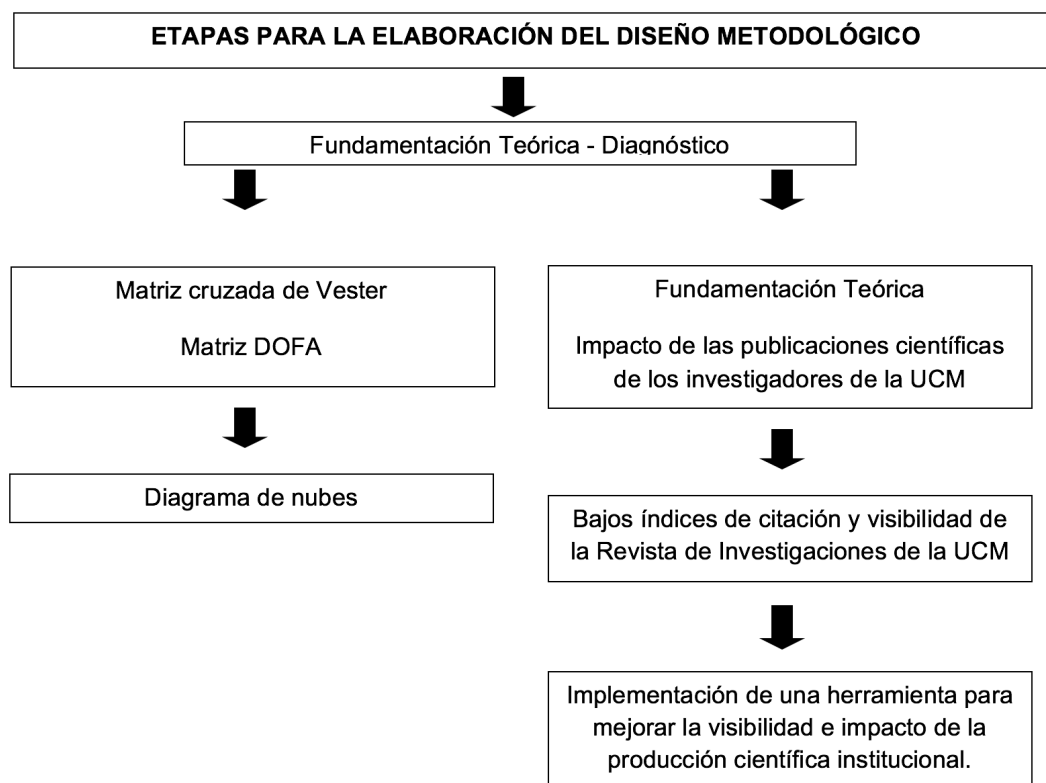 ETAPAS PARA LA ELABORACIÓN DEL DISEÑO METODOLÓGICO
Fundamentación Teórica - Diagnóstico
Matriz cruzada de Vester
Matriz DOFA
Diagrama de nubes
Fundamentación Teórica
Impacto de las publicaciones científicas
de los investigadores de la UCM
Bajos índices de citación y visibilidad de
la Revista de Investigaciones de la UCM
Implementación de una herramienta para
mejorar la visibilidad e impacto de la
producción científica institucional.